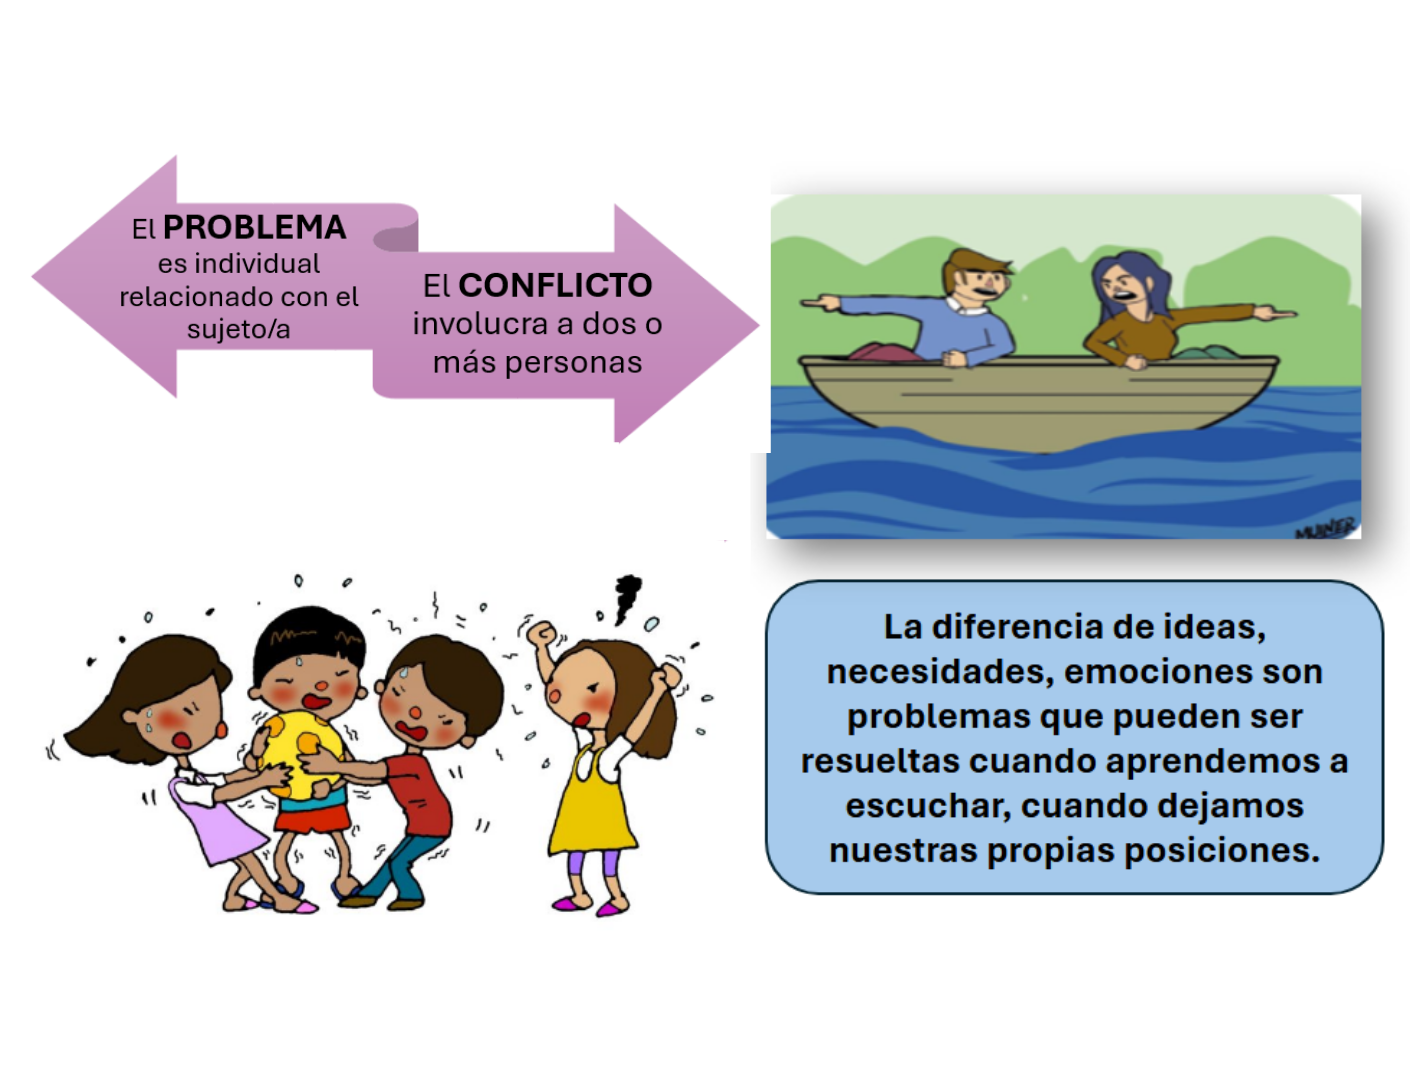 El PROBLEMA
es individual
relacionado con el
sujeto/a
El CONFLICTO
involucra a dos o
más personas
MUNER
La diferencia de ideas,
necesidades, emociones son
problemas que pueden ser
resueltas cuando aprendemos a
escuchar, cuando dejamos
nuestras propias posiciones.